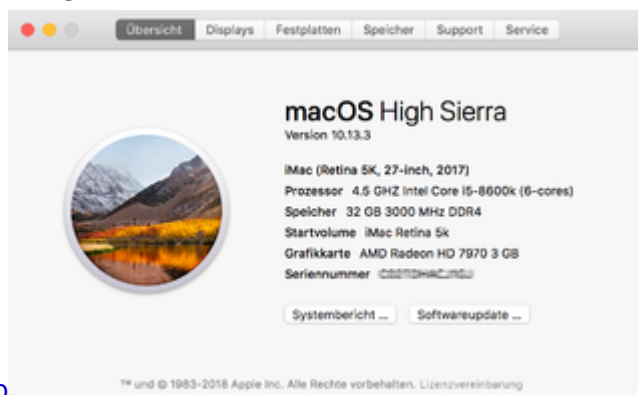 Übersicht Displays Festplatten Speicher Support Service
macOS High Sierra
Version 10.13.3
iMac (Retina 5K, 27-inch, 2017)
Prozessor 4.5 GHZ Intel Core i5-8600k (6-cores)
Speicher 32 GB 3000 MHz DDR4
Startvolume iMac Retina 5k
Grafikkarte AMD Radeon HD 7970 3 GB
Seriennummer
Systembericht ... Softwareupdate ...
™ und © 1983-2018 Apple Inc. Alle Rechte vorbehalten. Lizenzvereinbarung